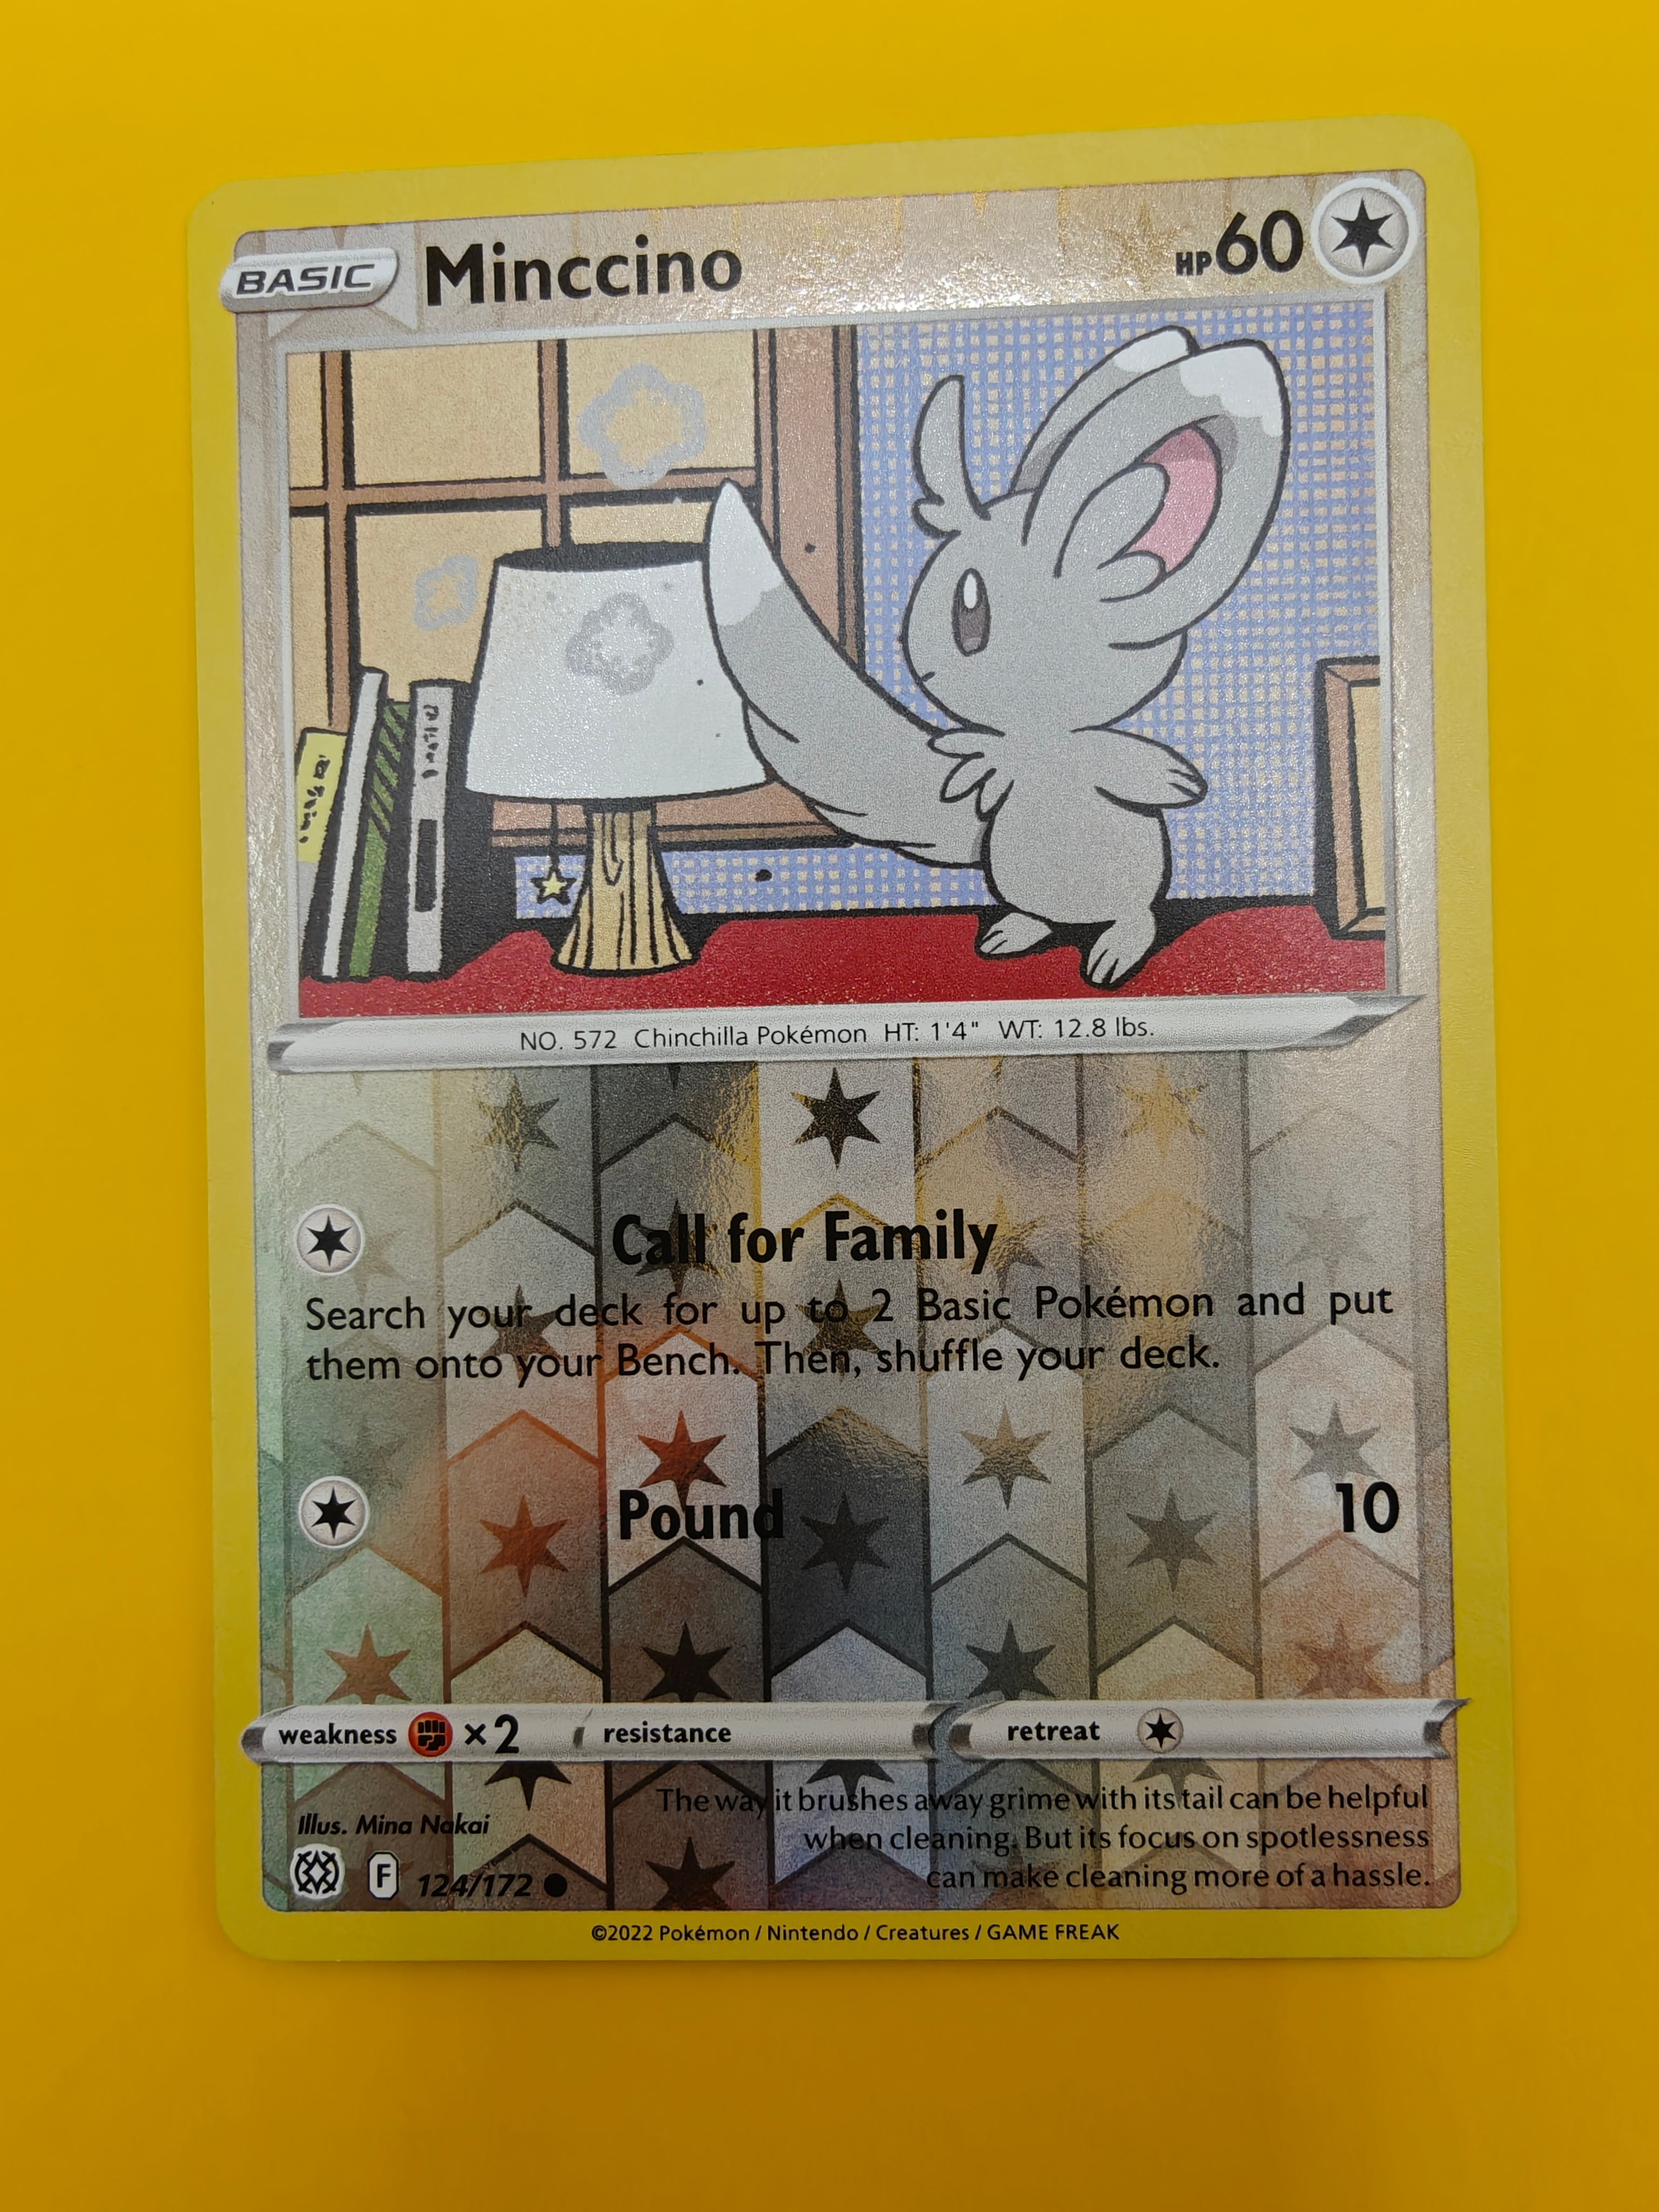 BASIC Minccino HP60
NO. 572 Chinchilla Pokémon HT: 1'4" WT: 12.8 lbs.
Call for Family
Search your deck for up to 2 Basic Pokémon and put
them onto your Bench. Then, shuffle your deck.
Pound 10
weakness ×2 resistance retreat
The way it brushes away grime with its tail can be helpful
when cleaning. But its focus on spotlessness
can make cleaning more of a hassle.
Illus. Mina Nakai
F 124/172
©2022 Pokémon / Nintendo / Creatures / GAME FREAK